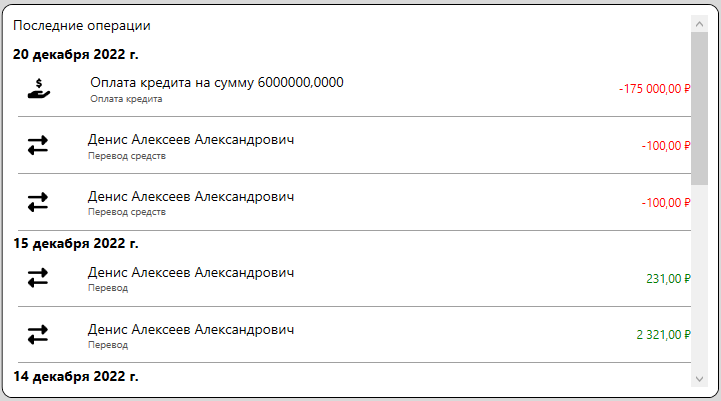 Последние операции
20 декабря 2022 г.
Оплата кредита на сумму 6000000,0000
Оплата кредита
-175 000,00 ₽
Денис Алексеев Александрович
Перевод средств
-100,00 ₽
Денис Алексеев Александрович
Перевод средств
-100,00 ₽
15 декабря 2022 г.
Денис Алексеев Александрович
Перевод
231,00 ₽
Денис Алексеев Александрович
Перевод
2 321,00 ₽
14 декабря 2022 г.